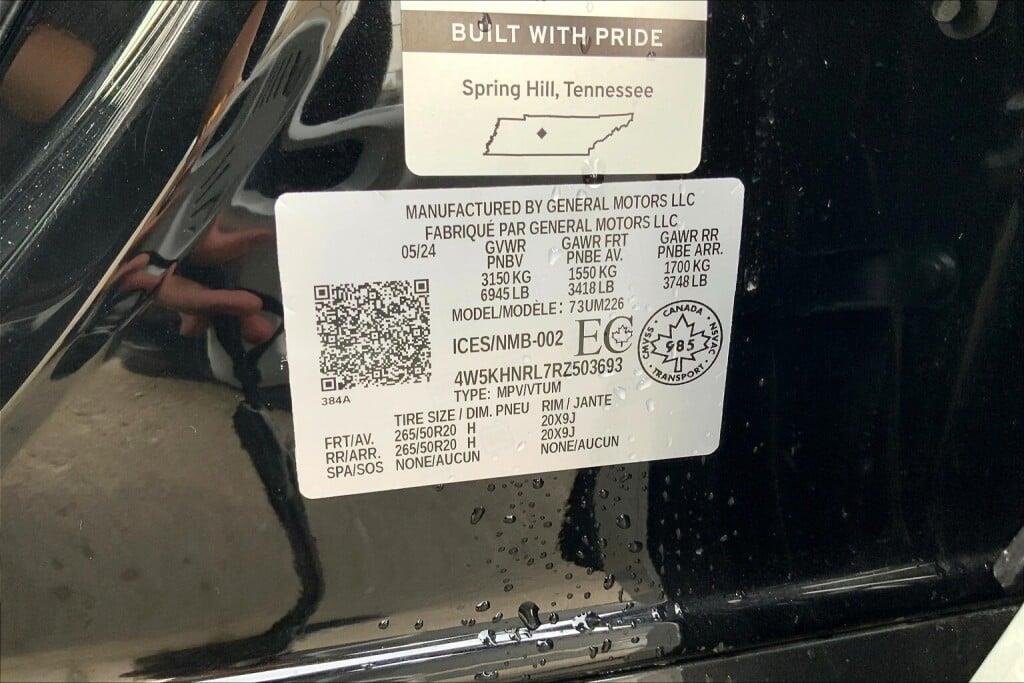 BUILT WITH PRIDE
Spring Hill, Tennessee
MANUFACTURED BY GENERAL MOTORS LLC
FABRIQUÉ PAR GENERAL MOTORS LLC
05/24 GVWR GAWR FRT GAWR RR
PNBV PNBE AV. PNBE ARR.
3150 KG 1550 KG 1700 KG
6945 LB 3418 LB 3748 LB
MODEL/MODÈLE: 73UM226
ICES/NMB-002 EC
CANADA
CMVSS 985 NSVAC
TRANSPORT
4W5KHNRL7RZ503693
384A
TYPE: MPV/VTUM
TIRE SIZE / DIM. PNEU RIM / JANTE
FRT/AV. 265/50R20 H 20X9J
RR/ARR. 265/50R20 H 20X9J
SPA/SOS NONE/AUCUN NONE/AUCUN